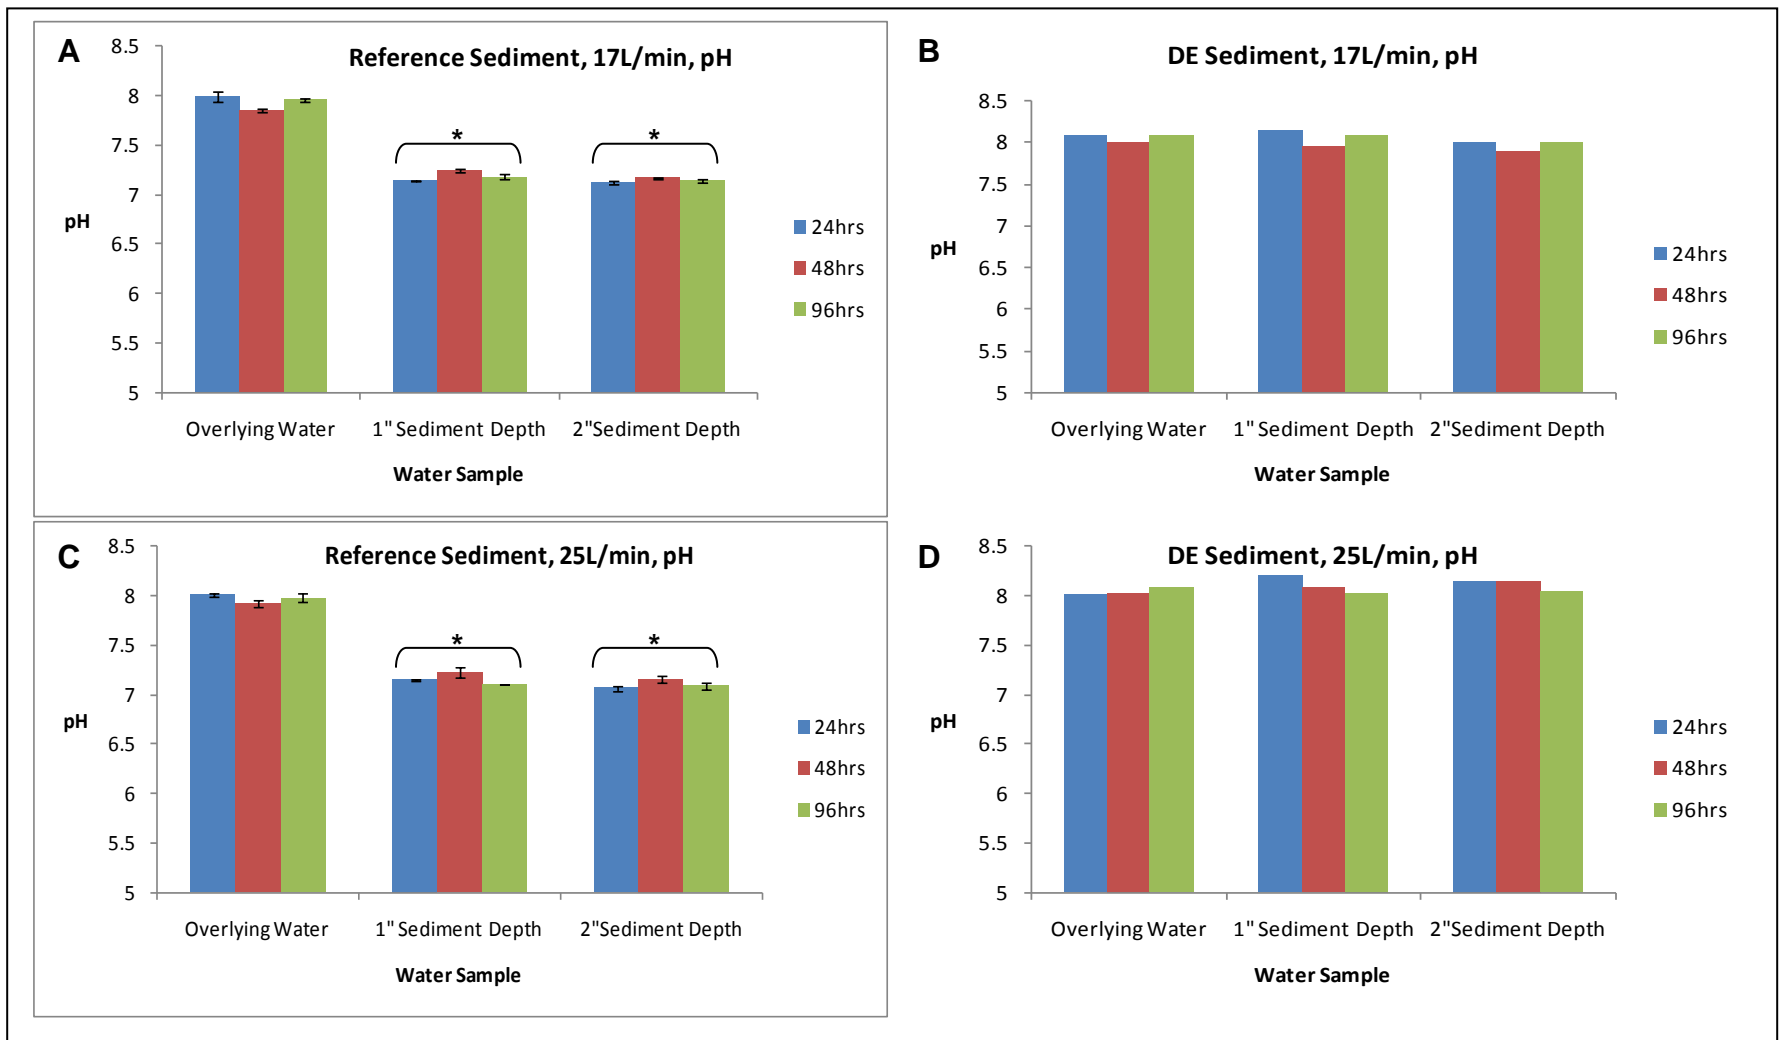 A
Reference Sediment, 17L/min, pH
8.5
8
7.5
7
6.5
6
5.5
5
pH
*
*
24hrs
48hrs
96hrs
Overlying Water
1" Sediment Depth
2"Sediment Depth
Water Sample
B
DE Sediment, 17L/min, pH
8.5
8
7.5
7
6.5
6
5.5
5
pH
24hrs
48hrs
96hrs
Overlying Water
1" Sediment Depth
2"Sediment Depth
Water Sample
C
Reference Sediment, 25L/min, pH
8.5
8
7.5
7
6.5
6
5.5
5
pH
*
*
24hrs
48hrs
96hrs
Overlying Water
1" Sediment Depth
2"Sediment Depth
Water Sample
D
DE Sediment, 25L/min, pH
8.5
8
7.5
7
6.5
6
5.5
5
pH
24hrs
48hrs
96hrs
Overlying Water
1" Sediment Depth
2"Sediment Depth
Water Sample